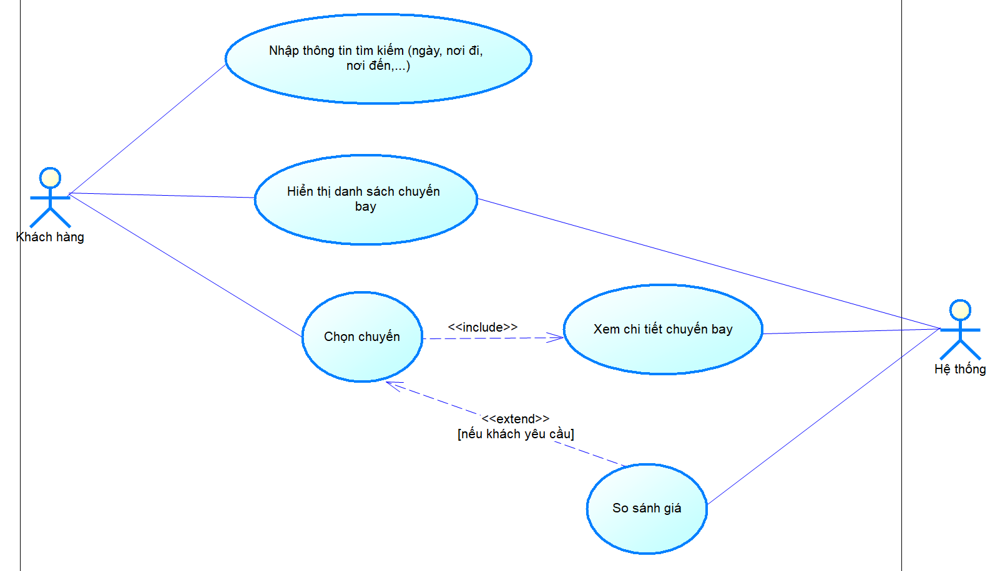 Nhập thông tin tìm kiếm (ngày, nơi đi,
nơi đến,...)
Hiển thị danh sách chuyến
bay
Khách hàng
Chọn chuyến
<<include>>
Xem chi tiết chuyến bay
Hệ thống
<<extend>>
[nếu khách yêu cầu]
So sánh giá